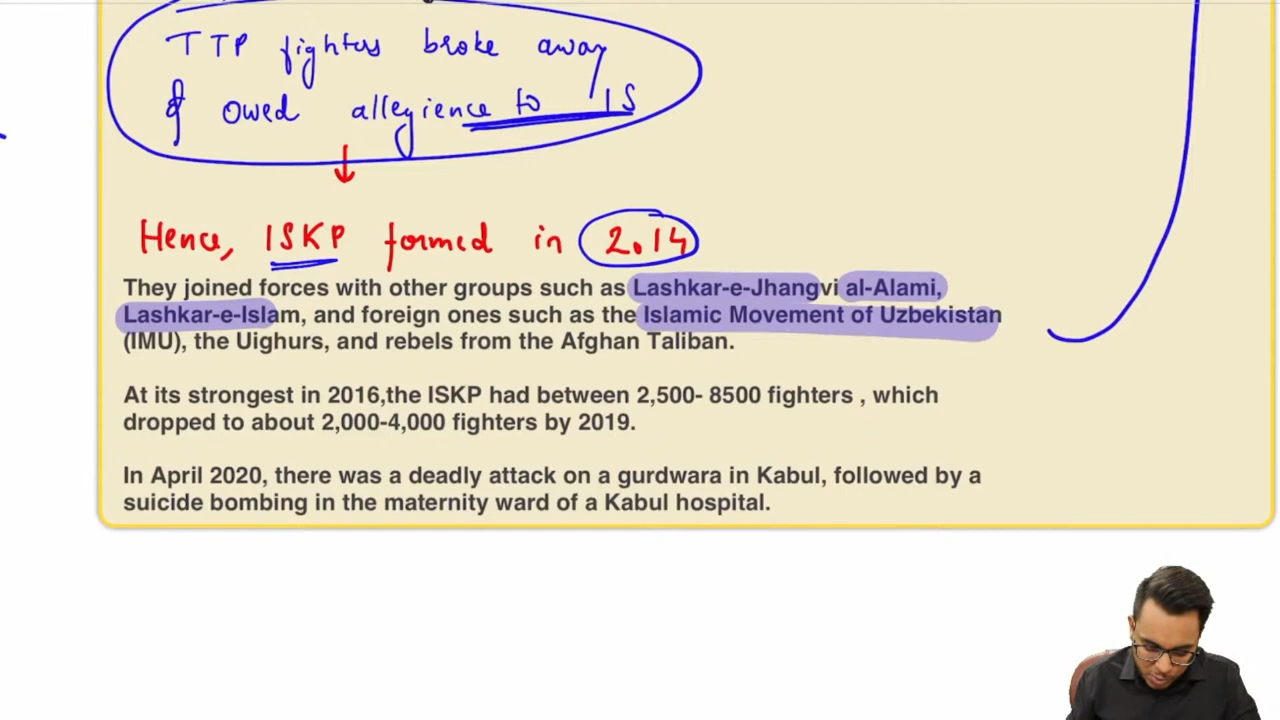 TTP fighters broke away
& owed allegience to IS
Hence, ISKP formed in 2014
They joined forces with other groups such as Lashkar-e-Jhangvi al-Alami,
Lashkar-e-Islam, and foreign ones such as the Islamic Movement of Uzbekistan
(IMU), the Uighurs, and rebels from the Afghan Taliban.
At its strongest in 2016,the ISKP had between 2,500- 8500 fighters , which
dropped to about 2,000-4,000 fighters by 2019.
In April 2020, there was a deadly attack on a gurdwara in Kabul, followed by a
suicide bombing in the maternity ward of a Kabul hospital.